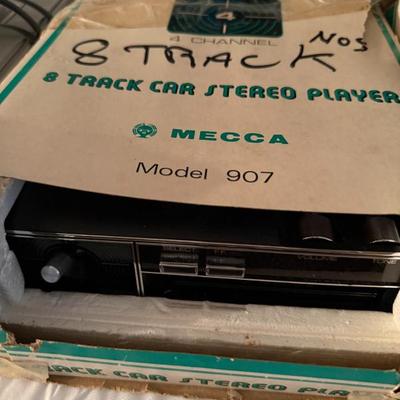 4
4 CHANNEL
NOS
8 TRACK
8 TRACK CAR STEREO PLAYER
MECCA
Model 907
SELECT
VOLUME
TRACK CAR STEREO PLA